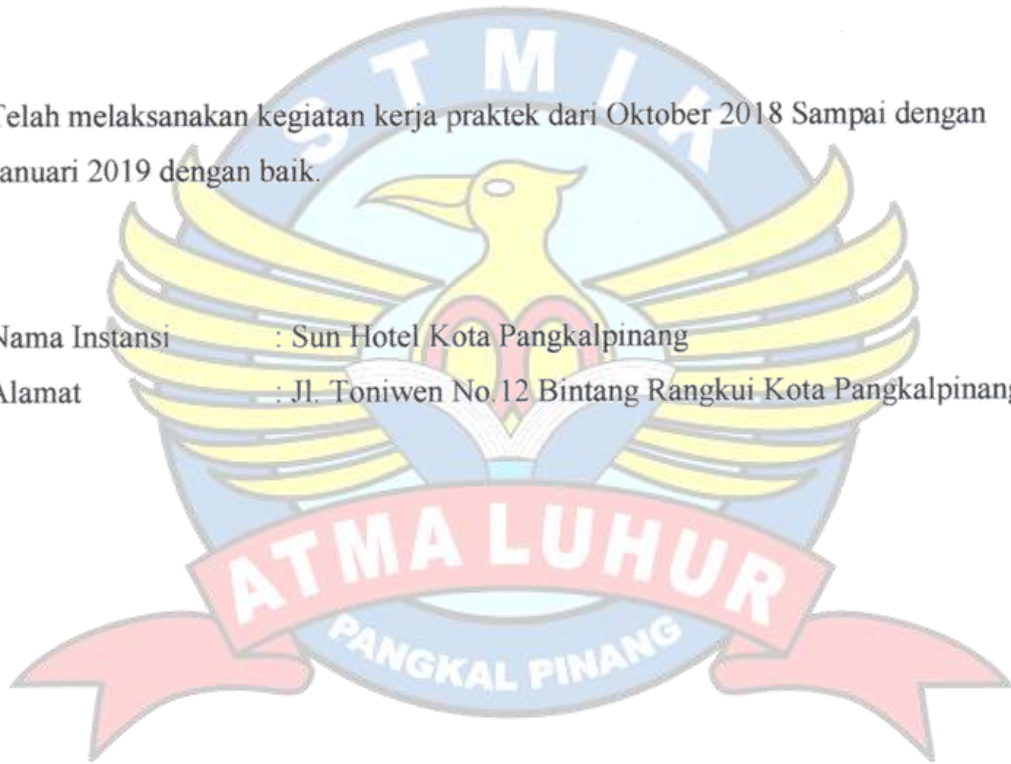 STMIK
Telah melaksanakan kegiatan kerja praktek dari Oktober 2018 Sampai dengan
anuari 2019 dengan baik.
Nama Instansi : Sun Hotel Kota Pangkalpinang
Alamat : Jl. Toniwen No.12 Bintang Rangkui Kota Pangkalpinang
ATMA LUHUR
PANGKAL PINANG